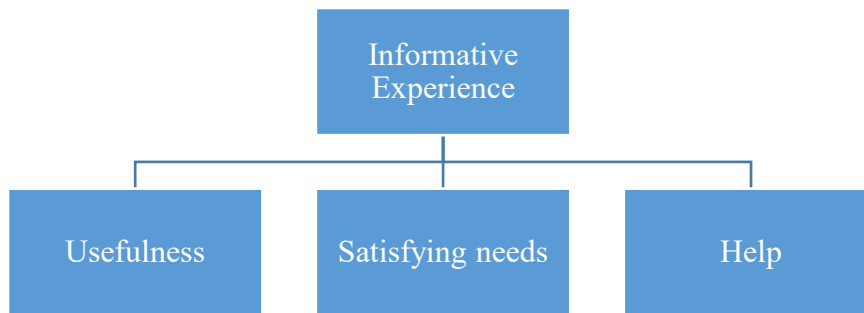 Informative
Experience
Usefulness
Satisfying needs
Help